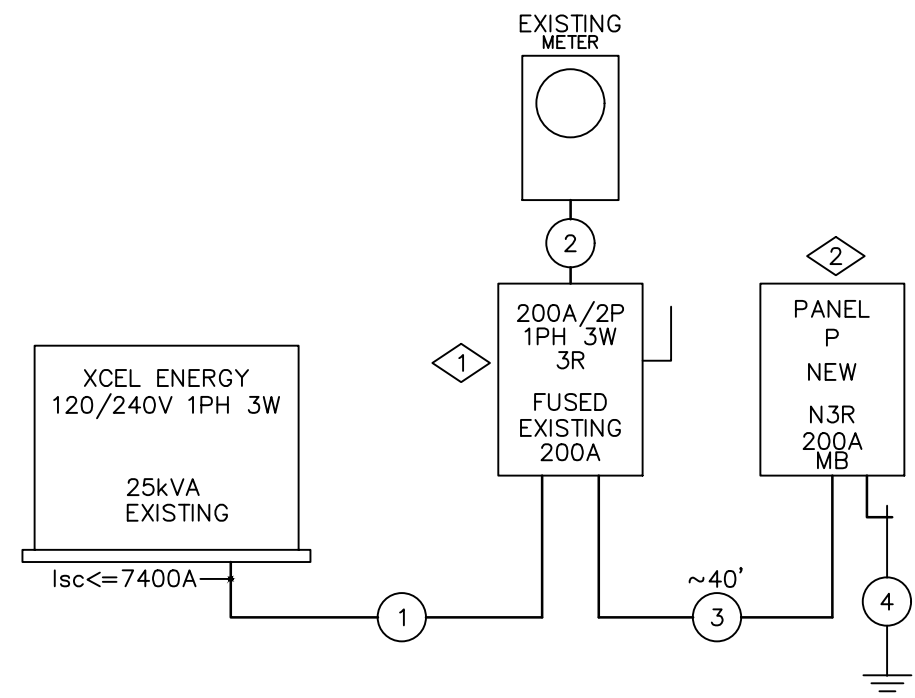 EXISTING
METER
2
200A/2P
1PH 3W
3R
FUSED
EXISTING
200A
1
2
PANEL
P
NEW
N3R
200A
MB
XCEL ENERGY
120/240V 1PH 3W
25kVA
EXISTING
Isc<=7400A
1
~40'
3
4